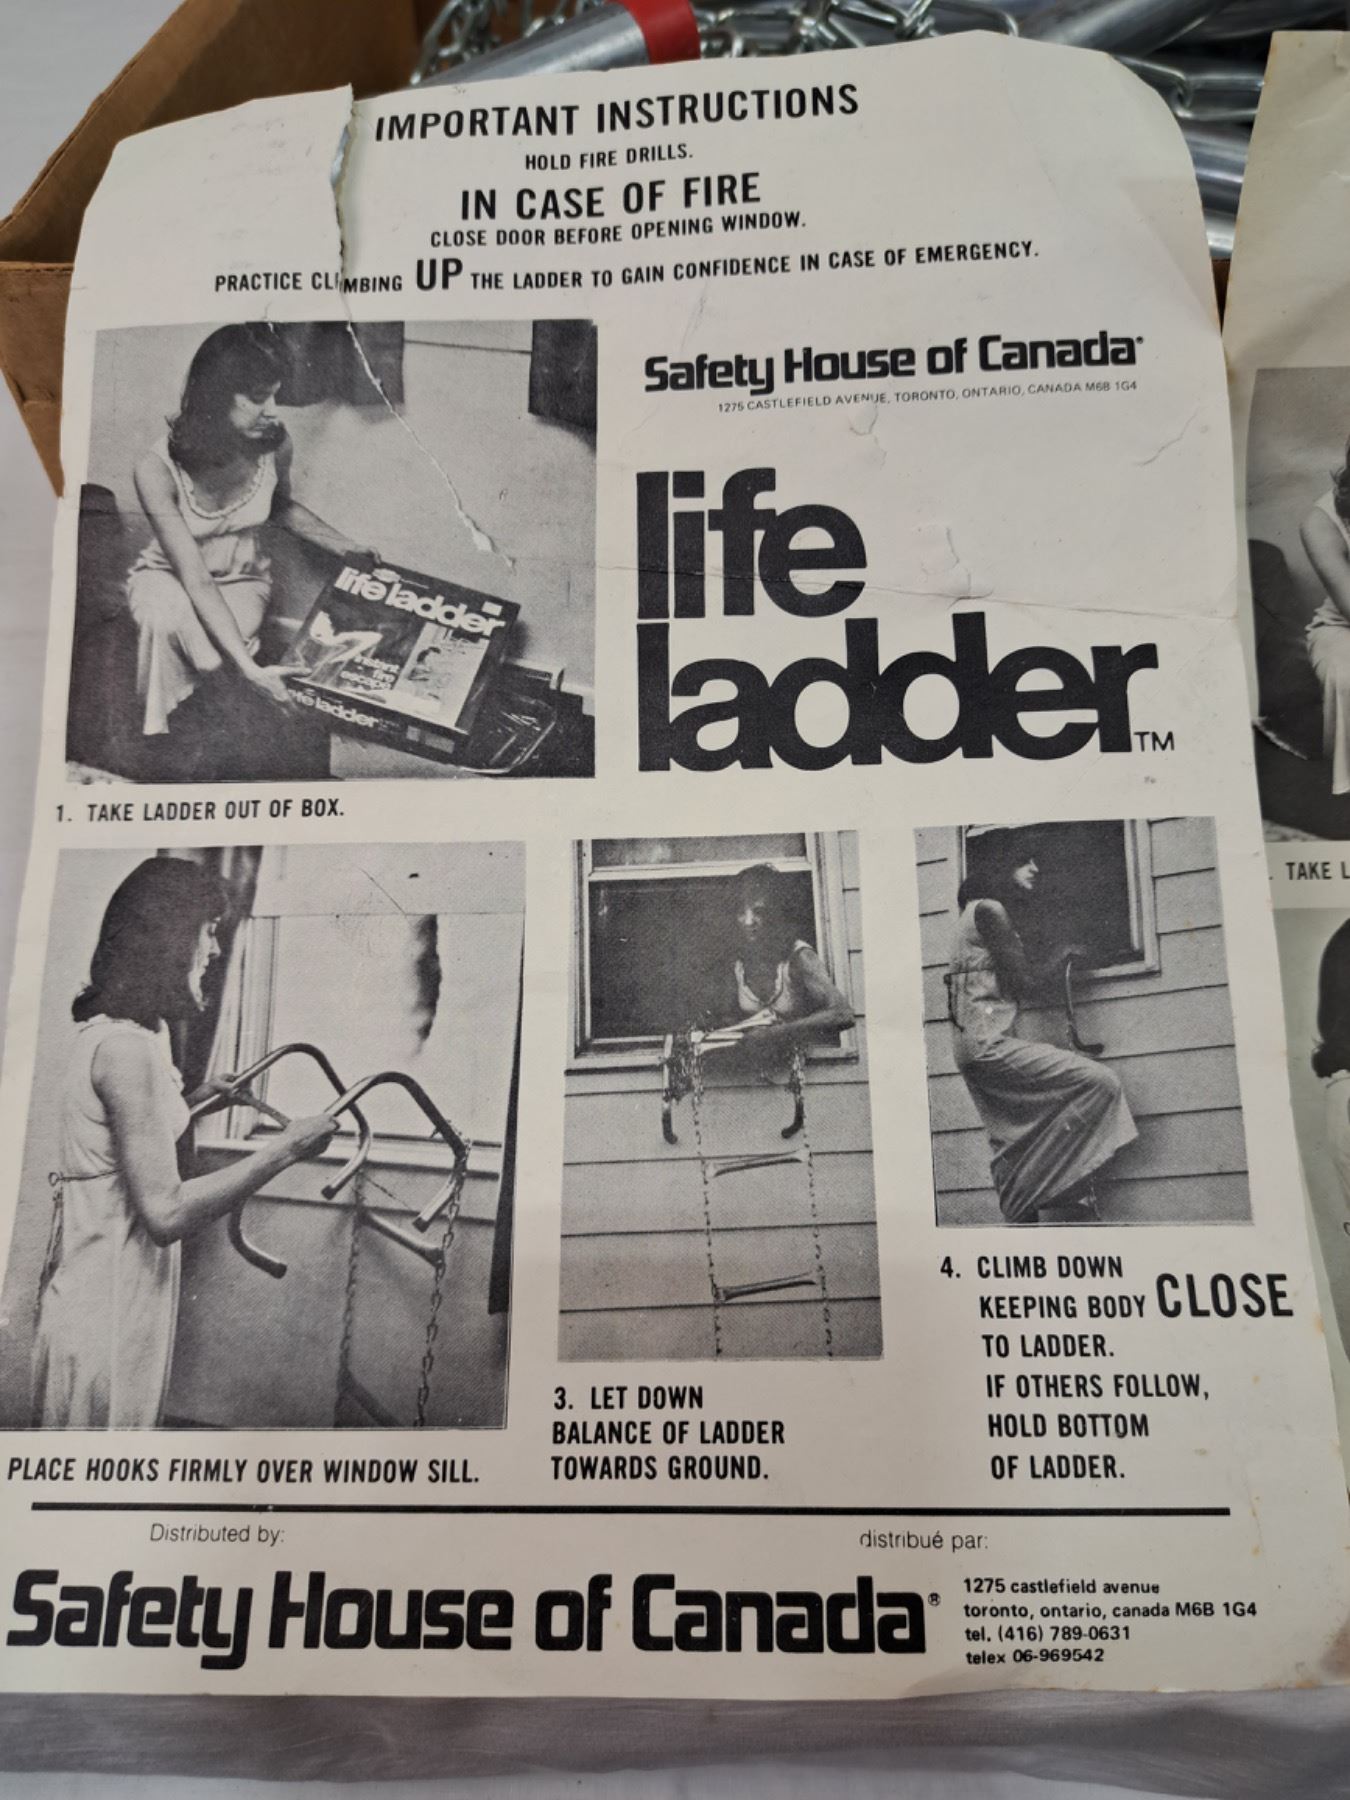 IMPORTANT INSTRUCTIONS
HOLD FIRE DRILLS.
IN CASE OF FIRE
CLOSE DOOR BEFORE OPENING WINDOW.
PRACTICE CLIMBING UP THE LADDER TO GAIN CONFIDENCE IN CASE OF EMERGENCY.
Safety House of Canada
1275 CASTLEFIELD AVENUE, TORONTO, ONTARIO, CANADA M6B 1G4
life
ladder™
life ladder
instant
fire
escape
life ladder
1. TAKE LADDER OUT OF BOX.
PLACE HOOKS FIRMLY OVER WINDOW SILL.
3. LET DOWN
BALANCE OF LADDER
TOWARDS GROUND.
4. CLIMB DOWN
KEEPING BODY CLOSE
TO LADDER.
IF OTHERS FOLLOW,
HOLD BOTTOM
OF LADDER.
Distributed by:
distribué par:
Safety House of Canada®
1275 castlefield avenue
toronto, ontario, canada M6B 1G4
tel. (416) 789-0631
telex 06-969542
. TAKE L